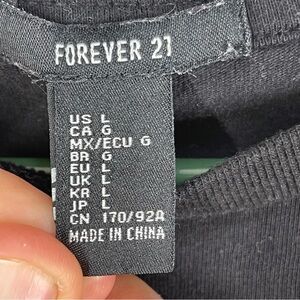 FOREVER 21
US L
CA G
MX/ECU G
BR G
EU L
UK L
KR L
JP L
CN 170/92A
MADE IN CHINA